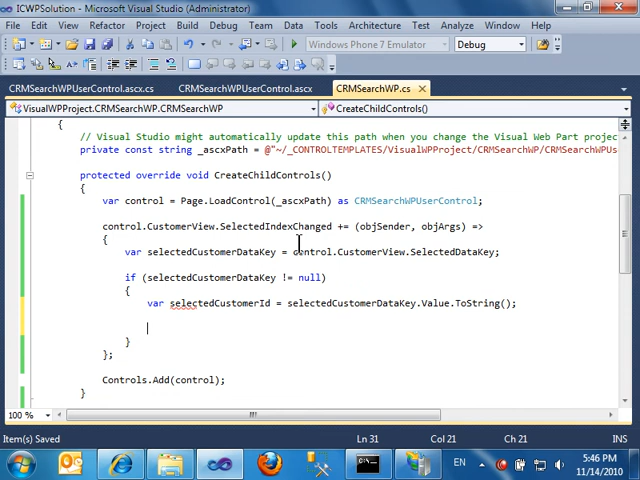 ICWPSolution - Microsoft Visual Studio (Administrator)
File Edit View Refactor Project Build Debug Team Data Tools Architecture Test Analyze Window Help
Windows Phone 7 Emulator Debug
CRMSearchWPUserControl.ascx.cs CRMSearchWPUserControl.ascx CRMSearchWP.cs
VisualWPProject.CRMSearchWP.CRMSearchWP CreateChildControls()
{
// Visual Studio might automatically update this path when you change the Visual Web Part projec
private const string _ascxPath = @"~/_CONTROLTEMPLATES/VisualWPProject/CRMSearchWP/CRMSearchWPUs
protected override void CreateChildControls()
{
var control = Page.LoadControl(_ascxPath) as CRMSearchWPUserControl;
control.CustomerView.SelectedIndexChanged += (objSender, objArgs) =>
{
var selectedCustomerDataKey = control.CustomerView.SelectedDataKey;
if (selectedCustomerDataKey != null)
{
var selectedCustomerId = selectedCustomerDataKey.Value.ToString();
}
};
Controls.Add(control);
}
100 %
Item(s) Saved Ln 31 Col 21 Ch 21 INS
EN 5:46 PM
11/14/2010